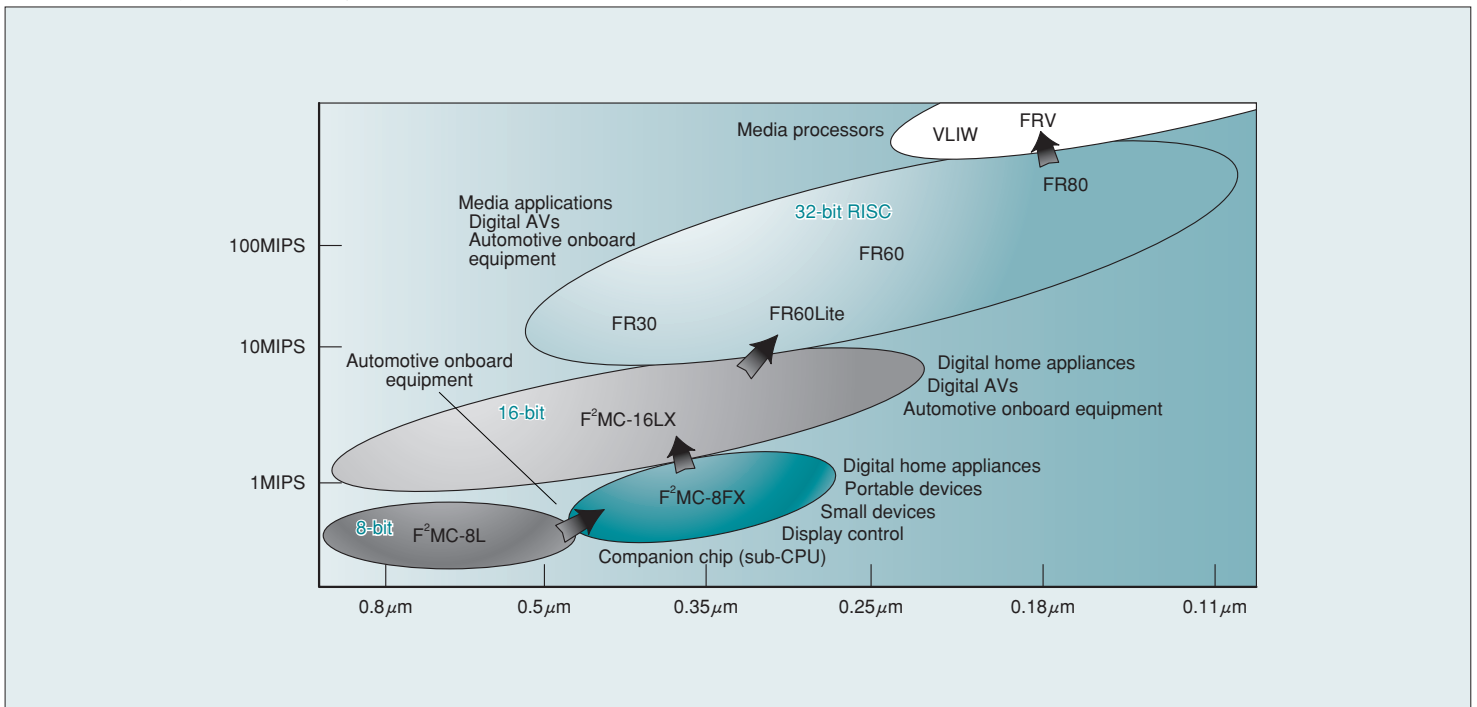 Media processors
VLIW
FRV
FR80
Media applications
Digital AVs
Automotive onboard
equipment
32-bit RISC
100MIPS
FR60
FR30
FR60Lite
10MIPS
Automotive onboard
equipment
Digital home appliances
Digital AVs
Automotive onboard equipment
16-bit
F²MC-16LX
1MIPS
Digital home appliances
Portable devices
Small devices
Display control
Companion chip (sub-CPU)
F²MC-8FX
8-bit
F²MC-8L
0.8μm
0.5μm
0.35μm
0.25μm
0.18μm
0.11μm